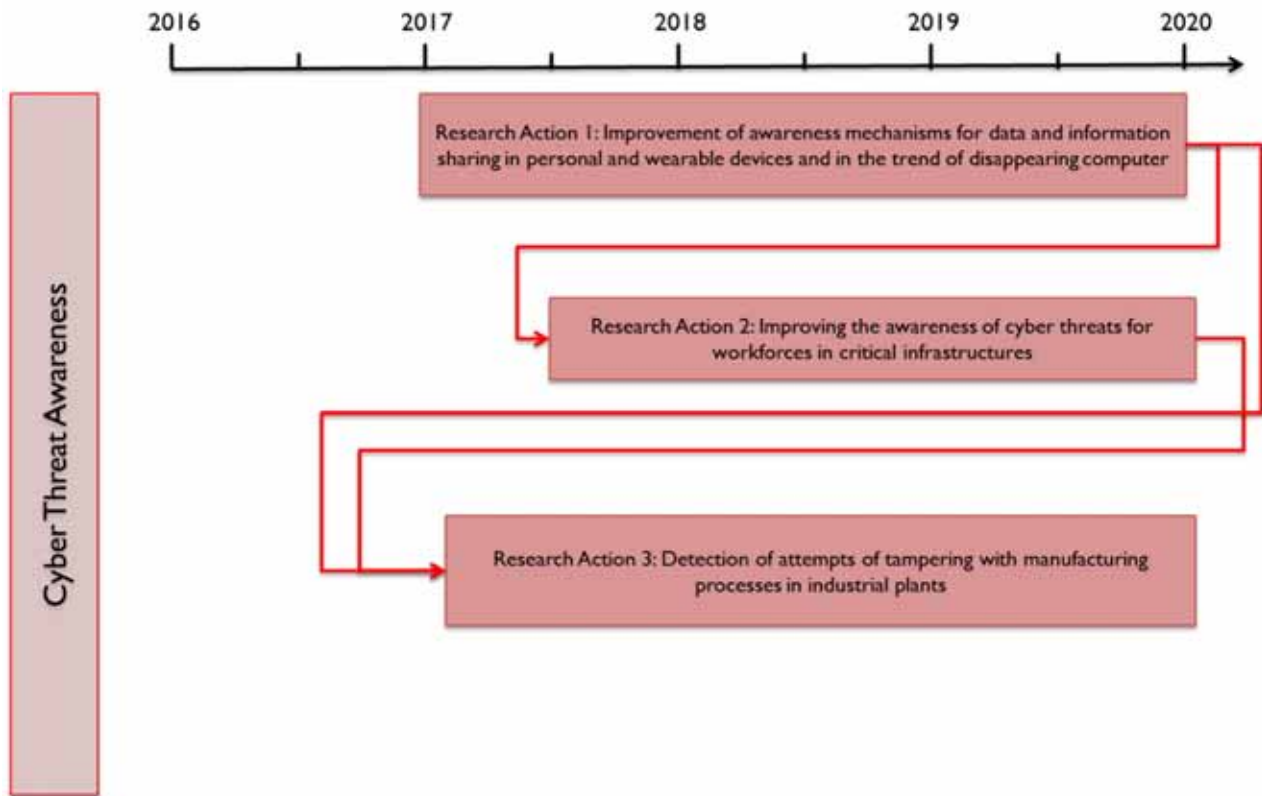 2016 2017 2018 2019 2020
Cyber Threat Awareness
Research Action 1: Improvement of awareness mechanisms for data and information
sharing in personal and wearable devices and in the trend of disappearing computer
Research Action 2: Improving the awareness of cyber threats for
workforces in critical infrastructures
Research Action 3: Detection of attempts of tampering with manufacturing
processes in industrial plants